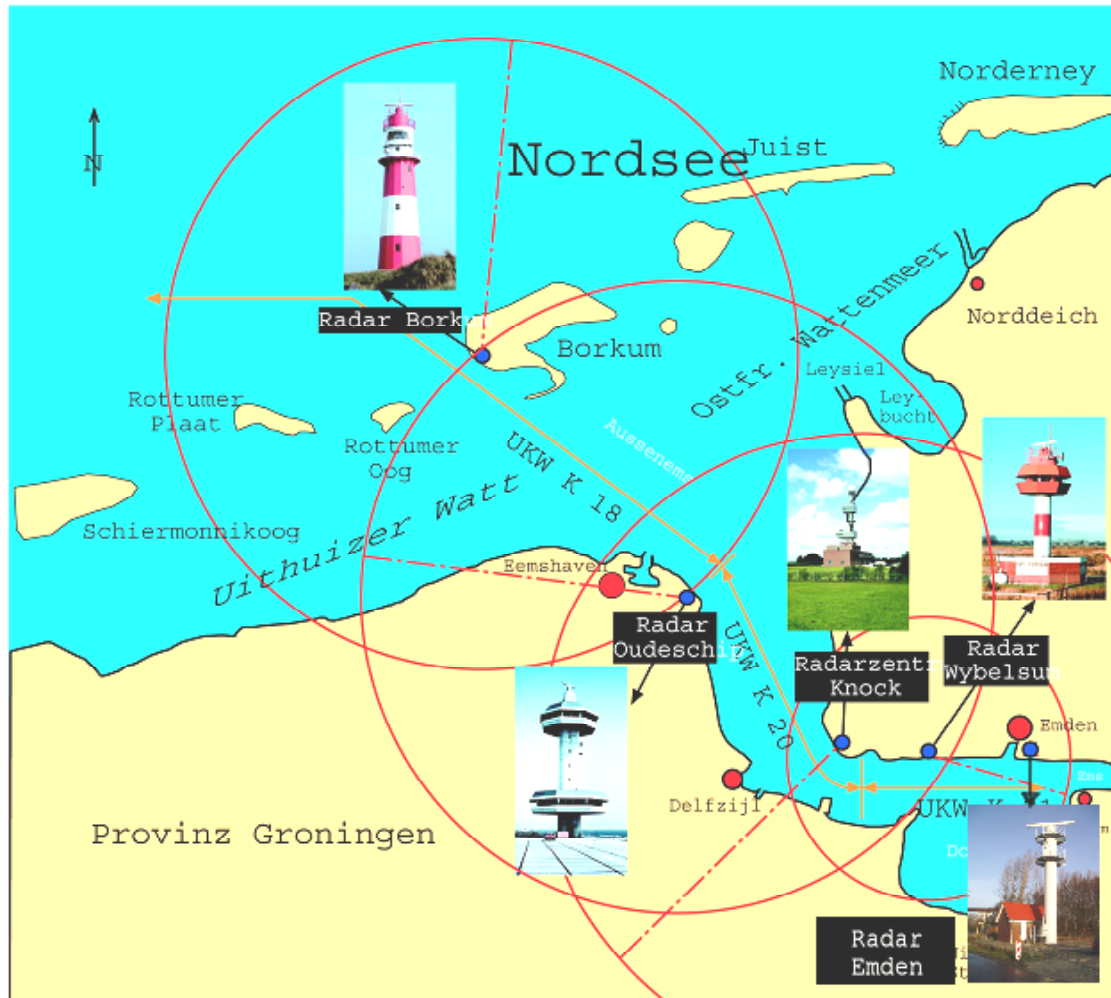 Norderney
N
Nordsee
Juist
Radar Borkum
Borkum
Ostfr. Wattenmeer
Norddeich
Leysiel
Ley-
bucht
Rottumer
Plaat
Rottumer
Oog
Aussenems
UKW K 18
Schiermonnikoog
Uithuizer Watt
Eemshaven
Radar
Oudeschip
UKW K 20
Radarzentr
Knock
Radar
Wybelsum
Emden
Ems
Delfzijl
UKW K
Provinz Groningen
Do
Radar
Emden